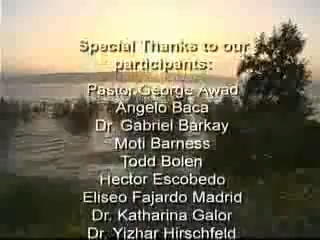 Special Thanks to our
participants:
Pastor George Awad
Angelo Baca
Dr. Gabriel Barkay
Moti Barness
Todd Bolen
Hector Escobedo
Eliseo Fajardo Madrid
Dr. Katharina Galor
Dr. Yizhar Hirschfeld